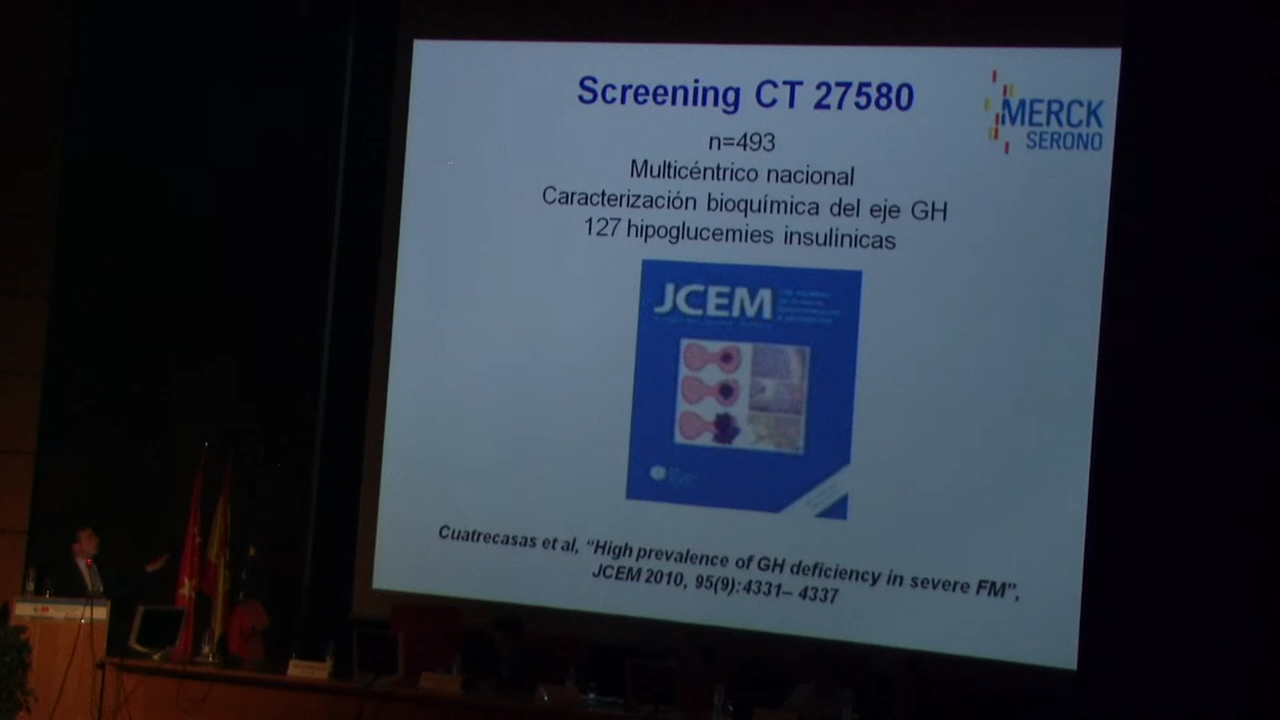 Screening CT 27580
MERCK
SERONO
n=493
Multicéntrico nacional
Caracterización bioquímica del eje GH
127 hipoglucemies insulínicas
JCEM
Cuatrecasas et al, "High prevalence of GH deficiency in severe FM",
JCEM 2010, 95(9):4331– 4337